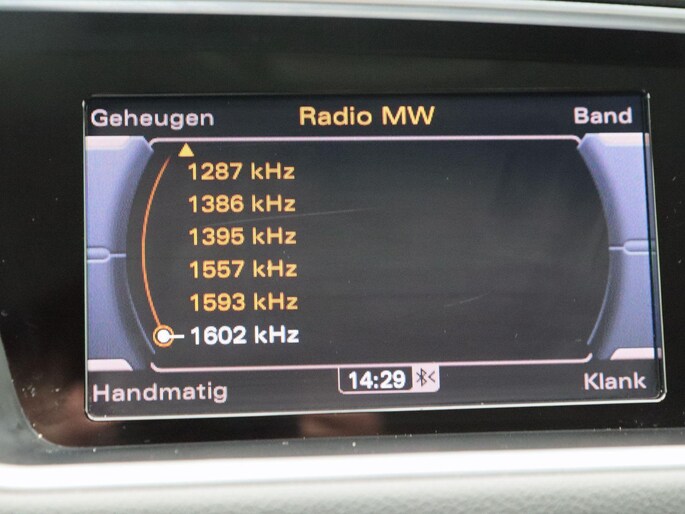 Geheugen Radio MW Band
1287 kHz
1386 kHz
1395 kHz
1557 kHz
1593 kHz
1602 kHz
Handmatig 14:29 Klank